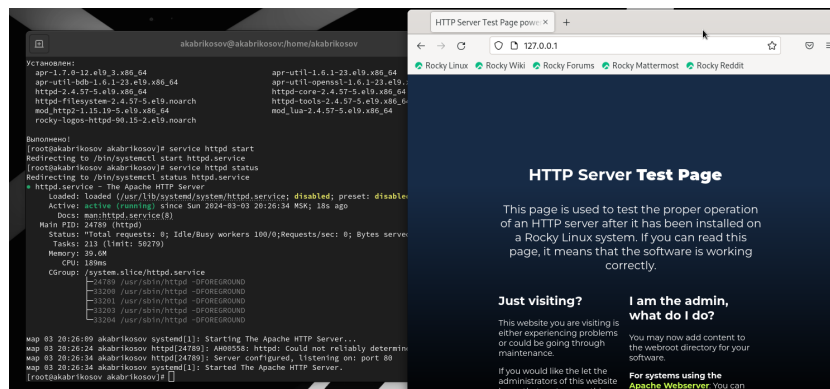 akabrikosov@akabrikosov:/home/akabrikosov
Установлен:
apr-1.7.0-12.el9_3.x86_64 apr-util-1.6.1-23.el9.x86_64
apr-util-bdb-1.6.1-23.el9.x86_64 apr-util-openssl-1.6.1-23.el9.
httpd-2.4.57-5.el9.x86_64 httpd-core-2.4.57-5.el9.x86_64
httpd-filesystem-2.4.57-5.el9.noarch httpd-tools-2.4.57-5.el9.x86_64
mod_http2-1.15.19-5.el9.x86_64 mod_lua-2.4.57-5.el9.x86_64
rocky-logos-httpd-90.15-2.el9.noarch
Выполнено!
[root@akabrikosov akabrikosov]# service httpd start
Redirecting to /bin/systemctl start httpd.service
[root@akabrikosov akabrikosov]# service httpd status
Redirecting to /bin/systemctl status httpd.service
● httpd.service - The Apache HTTP Server
Loaded: loaded (/usr/lib/systemd/system/httpd.service; disabled; preset: disabled
Active: active (running) since Sun 2024-03-03 20:26:34 MSK; 18s ago
Docs: man:httpd.service(8)
Main PID: 24789 (httpd)
Status: "Total requests: 0; Idle/Busy workers 100/0;Requests/sec: 0; Bytes served
Tasks: 213 (limit: 50279)
Memory: 39.6M
CPU: 189ms
CGroup: /system.slice/httpd.service
├─24789 /usr/sbin/httpd -DFOREGROUND
├─33200 /usr/sbin/httpd -DFOREGROUND
├─33201 /usr/sbin/httpd -DFOREGROUND
├─33203 /usr/sbin/httpd -DFOREGROUND
└─33204 /usr/sbin/httpd -DFOREGROUND
мар 03 20:26:09 akabrikosov systemd[1]: Starting The Apache HTTP Server...
мар 03 20:26:24 akabrikosov httpd[24789]: AH00558: httpd: Could not reliably determin
мар 03 20:26:34 akabrikosov httpd[24789]: Server configured, listening on: port 80
мар 03 20:26:34 akabrikosov systemd[1]: Started The Apache HTTP Server.
[root@akabrikosov akabrikosov]#
HTTP Server Test Page powe × +
127.0.0.1
Rocky Linux Rocky Wiki Rocky Forums Rocky Mattermost Rocky Reddit
HTTP Server Test Page
This page is used to test the proper operation
of an HTTP server after it has been installed on
a Rocky Linux system. If you can read this
page, it means that the software is working
correctly.
Just visiting?
This website you are visiting is
either experiencing problems
or could be going through
maintenance.
If you would like the let the
administrators of this website
I am the admin,
what do I do?
You may now add content to
the webroot directory for your
software.
For systems using the
Apache Webserver: You can